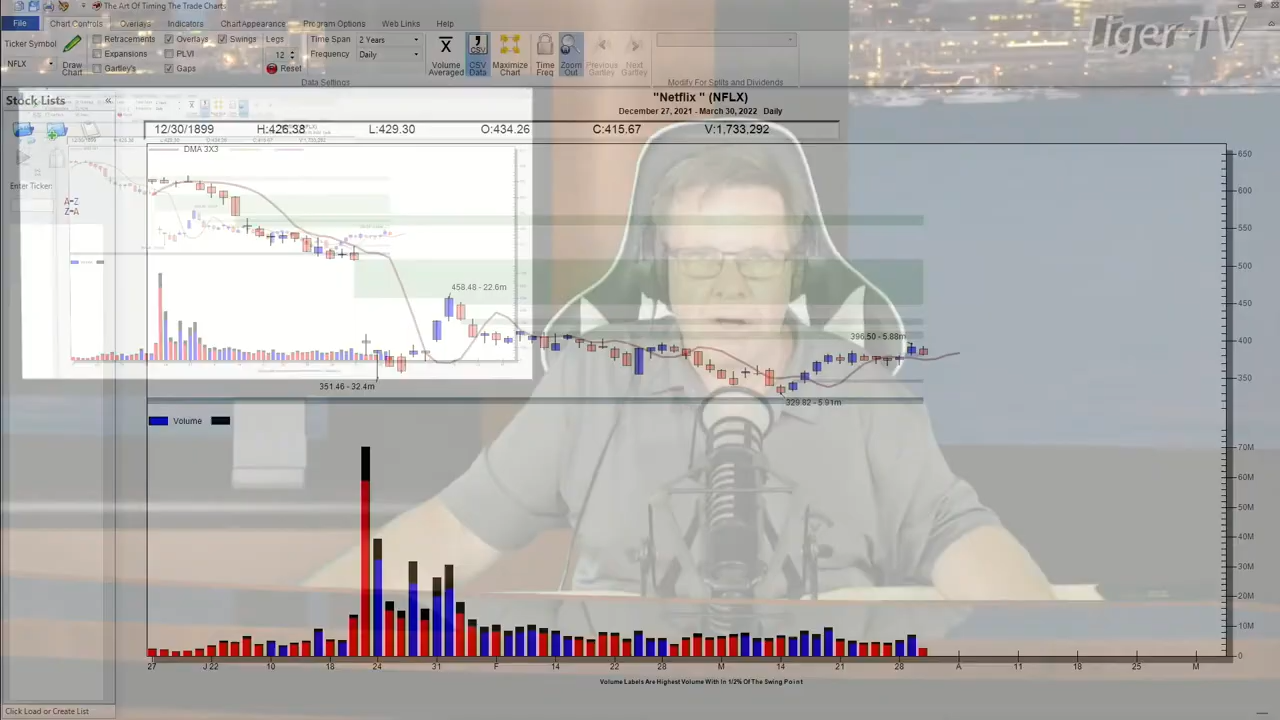 The Art Of Timing The Trade Charts
File Chart Controls Overlays Indicators Chart Appearance Program Options Web Links Help
Tiger-TV
Ticker Symbol
NFLX
Draw Chart
Retracements
Expansions
Gartley's
Overlays
PLVI
Gaps
Swings
Legs
12
Reset
Time Span 2 Years
Frequency Daily
Data Settings
Volume Averaged
CSV Data
Maximize Chart
Time Freq
Zoom Out
Previous Gartley
Next Gartley
Modify For Splits and Dividends
Stock Lists
Enter Ticker
A-Z
Z-A
"Netflix " (NFLX)
December 27, 2021 - March 30, 2022 Daily
12/30/1899 H:426.38 L:429.30 O:434.26 C:415.67 V:1,733,292
DMA 3X3
650
600
550
500
450
400
350
458.48 - 22.6m
396.50 - 5.88m
351.46 - 32.4m
329.82 - 5.91m
Volume
70M
60M
50M
40M
30M
20M
10M
0
27 J 22 10 18 24 31 F 14 22 28 M 14 21 28 A 11 18 25 M
Volume Labels Are Highest Volume With In 1/2% Of The Swing Point
Click Load or Create List